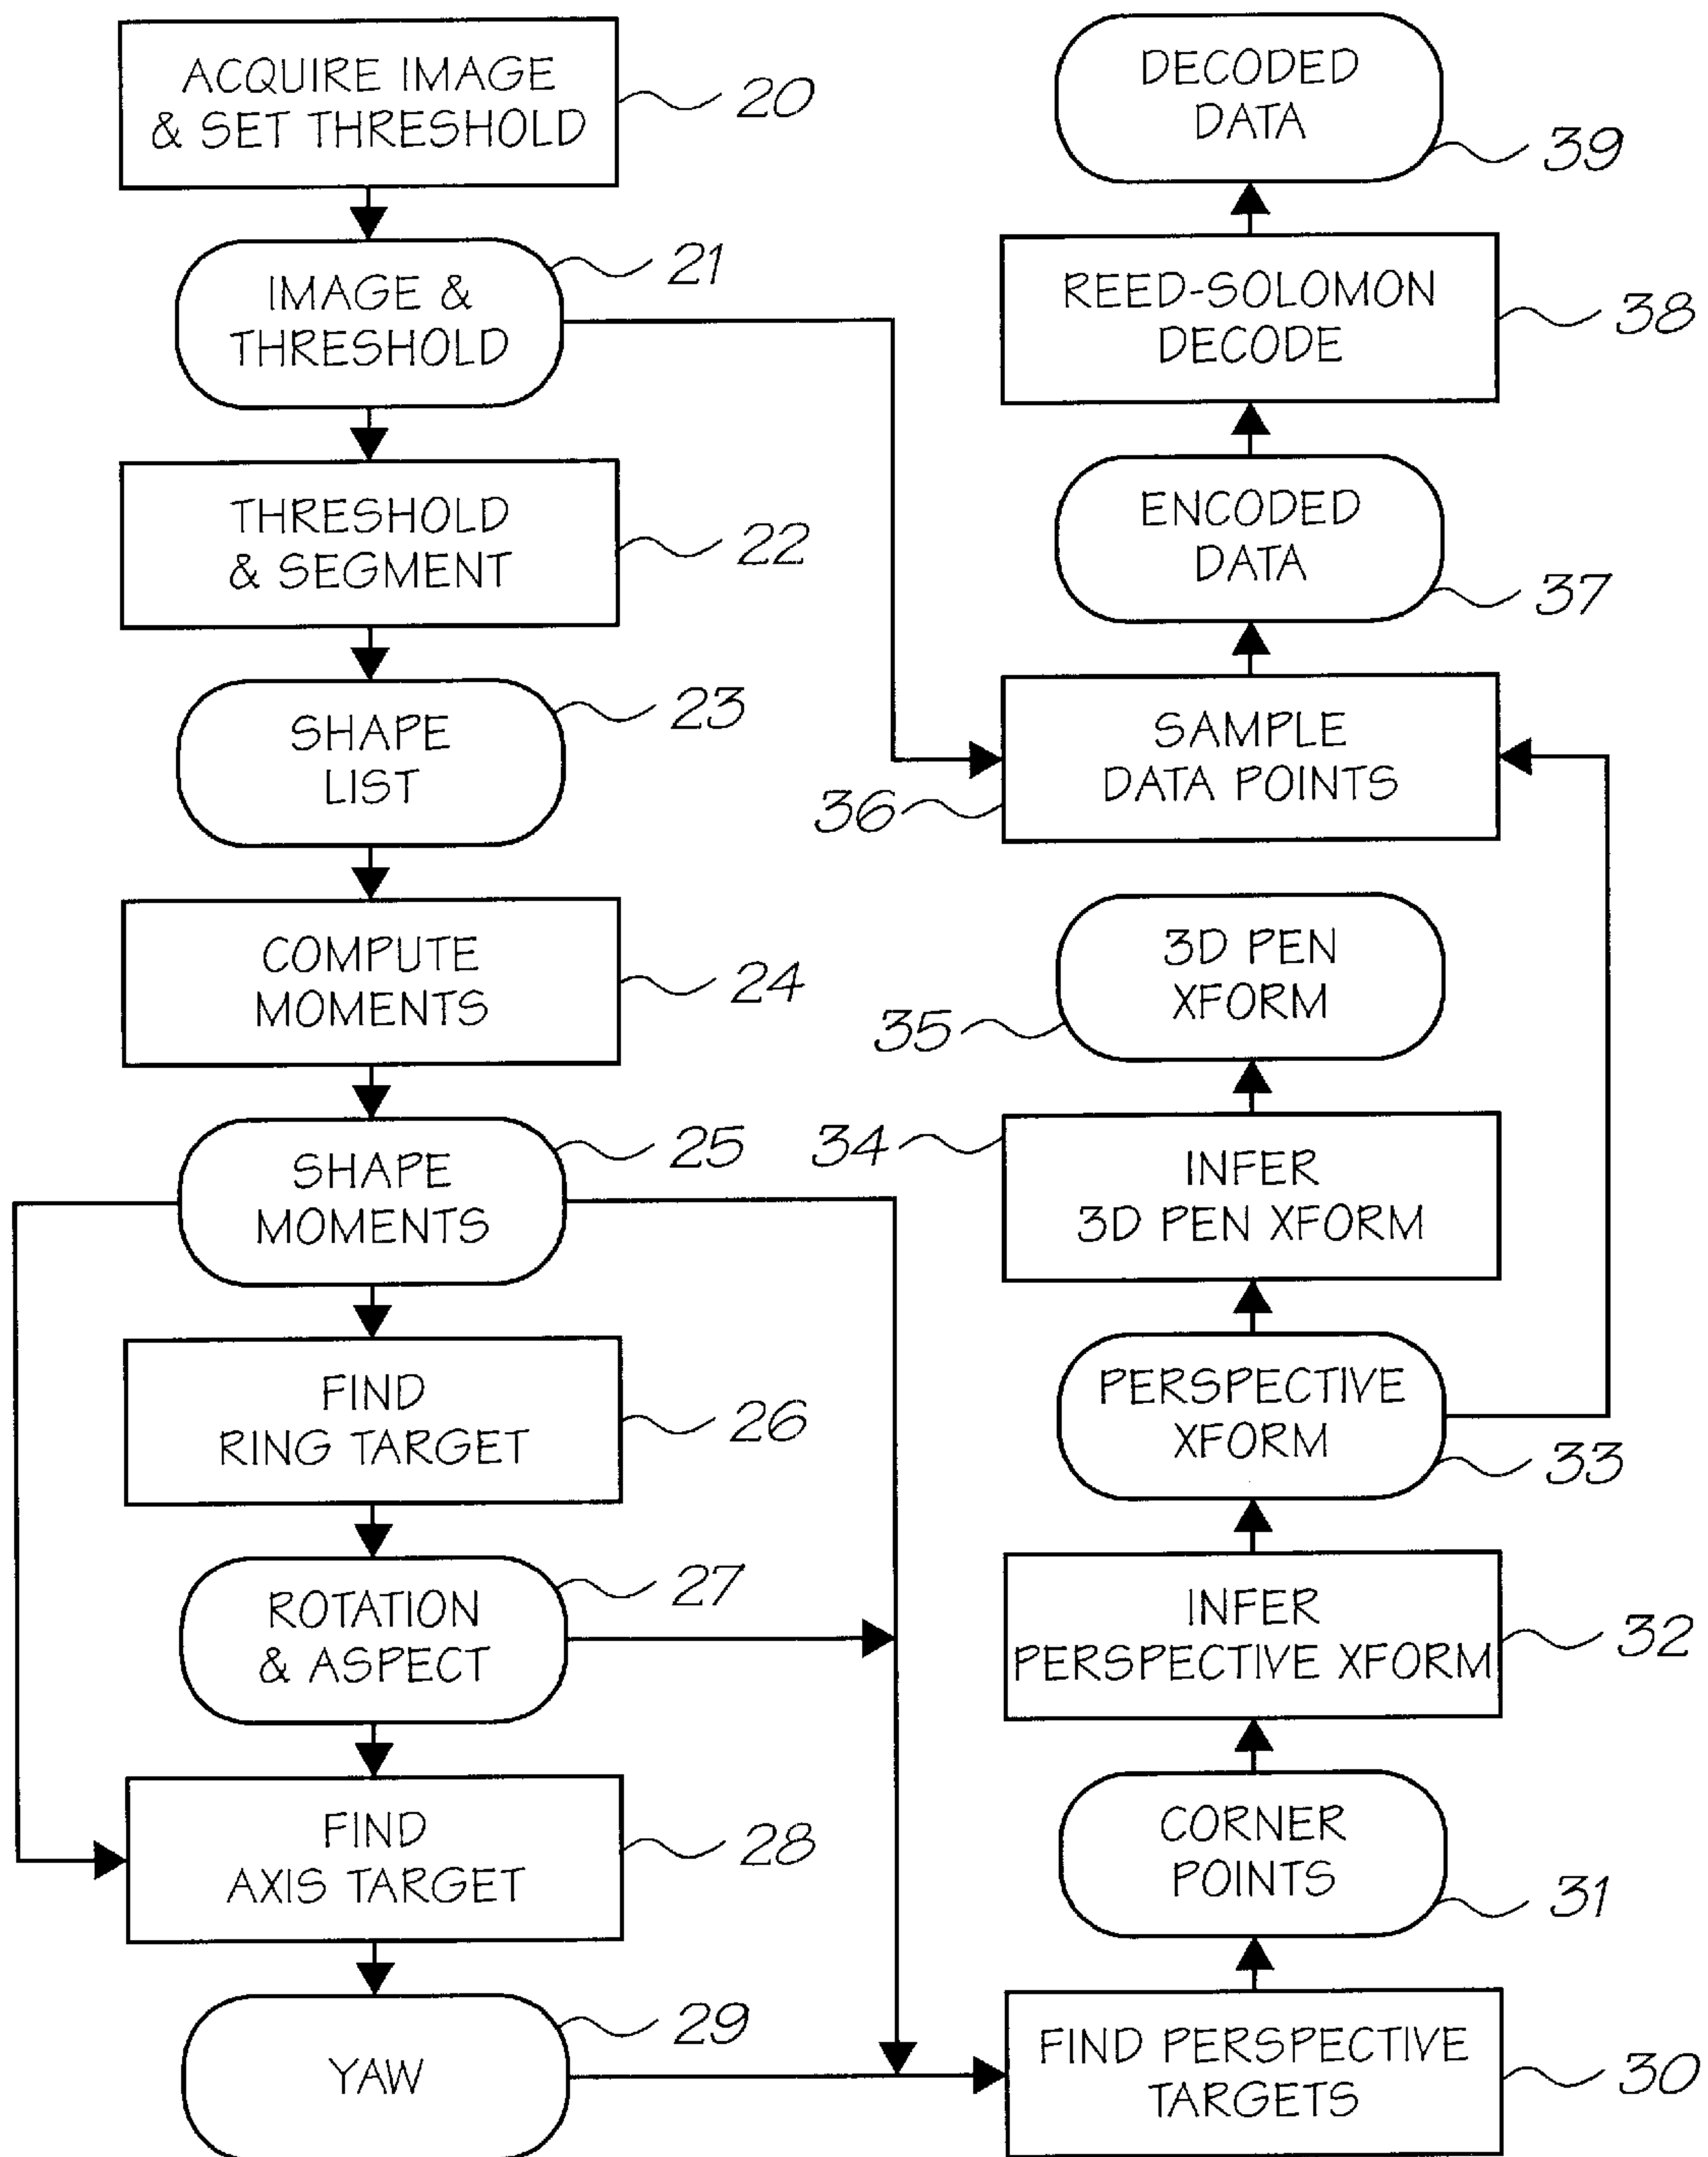 ACQUIRE IMAGE
& SET THRESHOLD
20
IMAGE &
THRESHOLD
21
THRESHOLD
& SEGMENT
22
SHAPE
LIST
23
COMPUTE
MOMENTS
24
SHAPE
MOMENTS
25
FIND
RING TARGET
26
ROTATION
& ASPECT
27
FIND
AXIS TARGET
28
YAW
29
DECODED
DATA
39
REED-SOLOMON
DECODE
38
ENCODED
DATA
37
SAMPLE
DATA POINTS
36
3D PEN
XFORM
35
INFER
3D PEN XFORM
34
PERSPECTIVE
XFORM
33
INFER
PERSPECTIVE XFORM
32
CORNER
POINTS
31
FIND PERSPECTIVE
TARGETS
30